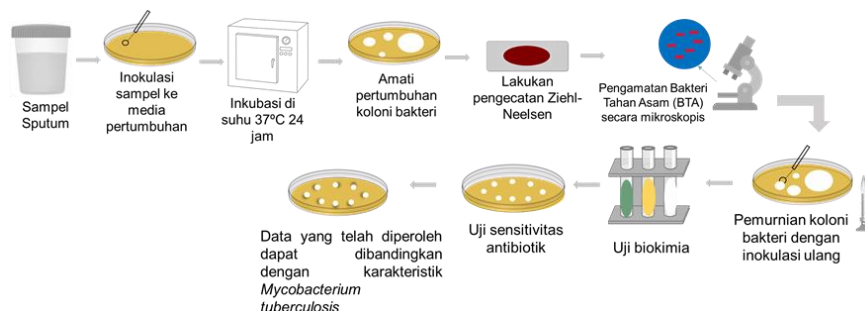 Sampel
Sputum
Inokulasi
sampel ke
media
pertumbuhan
Inkubasi di
suhu 37ºC 24
jam
Amati
pertumbuhan
koloni bakteri
Lakukan
pengecatan Ziehl-
Neelsen
Pengamatan Bakteri
Tahan Asam (BTA)
secara mikroskopis
Pemurnian koloni
bakteri dengan
inokulasi ulang
Uji biokimia
Uji sensitivitas
antibiotik
Data yang telah diperoleh
dapat dibandingkan
dengan karakteristik
Mycobacterium
tuberculosis